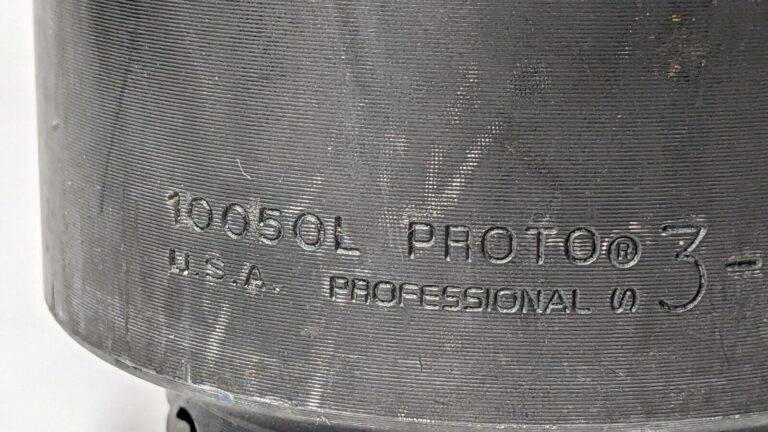 10050L PROTO® 3-
U.S.A. PROFESSIONAL S